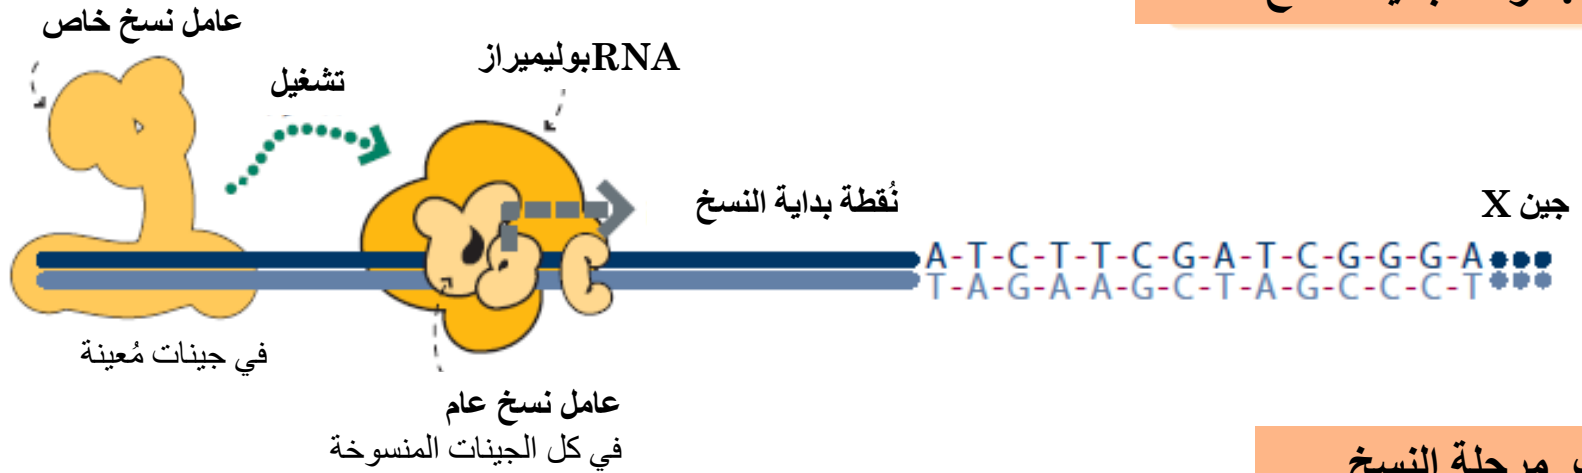 عامل نسخ خاص
تشغيل
RNAبوليميراز
نُقطة بداية النسخ
جين X
A-T-C-T-T-C-G-A-T-C-G-G-G-A
T-A-G-A-A-G-C-T-A-G-C-C-C-T
في جينات مُعينة
عامل نسخ عام
في كل الجينات المنسوخة
مرحلة النسخ